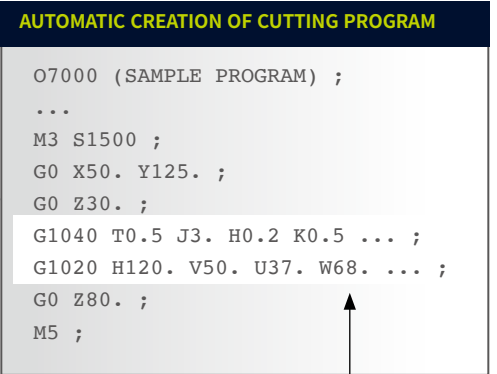 AUTOMATIC CREATION OF CUTTING PROGRAM
O7000 (SAMPLE PROGRAM) ;
...
M3 S1500 ;
G0 X50. Y125. ;
G0 Z30. ;
G1040 T0.5 J3. H0.2 K0.5 ... ;
G1020 H120. V50. U37. W68. ... ;
G0 Z80. ;
M5 ;